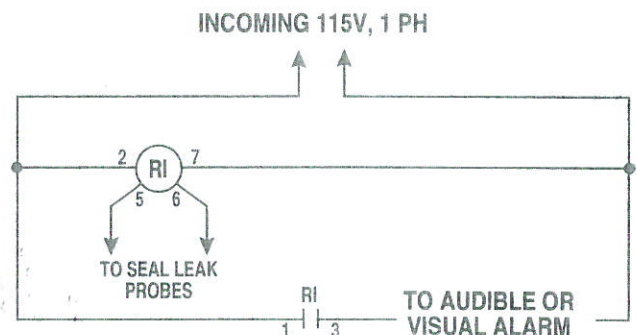 INCOMING 115V, 1 PH
2 RI 7
5 6
TO SEAL LEAK
PROBES
RI
1 3
TO AUDIBLE OR
VISUAL ALARM